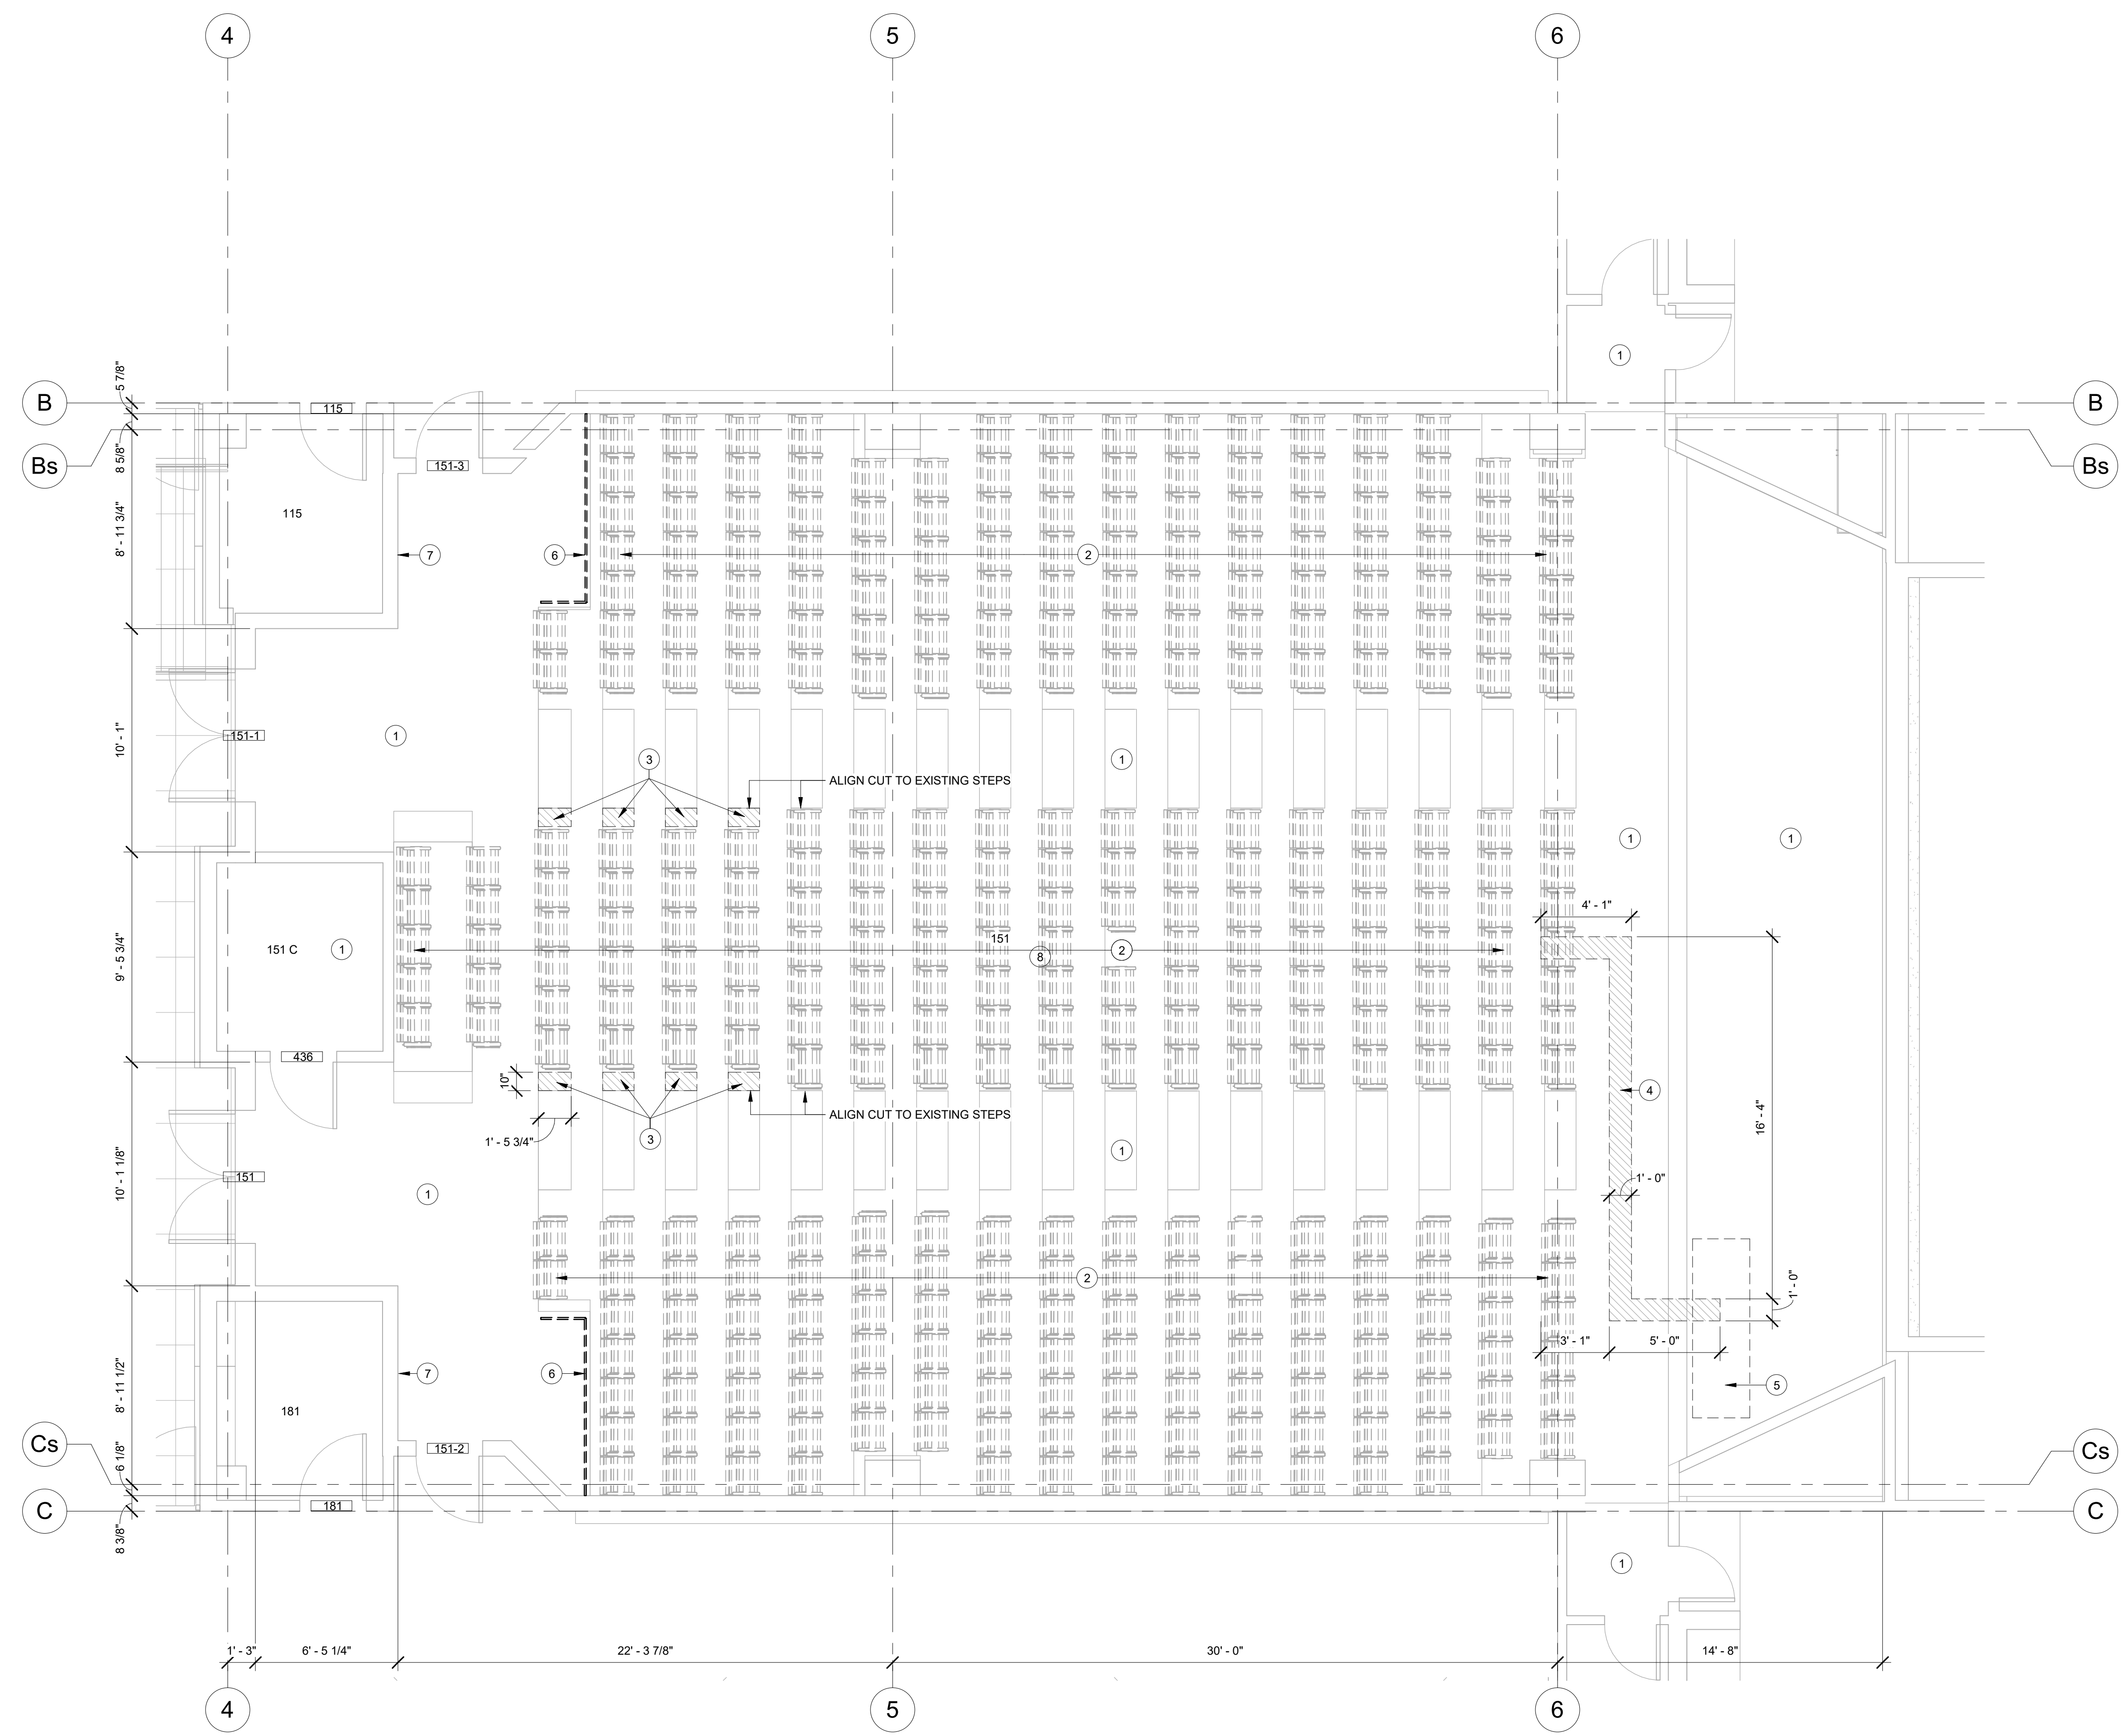 4
5
6
5 7/8"
B
B
115
1
Bs
8 5/8"
151-3
Bs
115
8' - 11 3/4"
7
6
2
10' - 1"
151-1
1
3
1
ALIGN CUT TO EXISTING STEPS
1
1
4' - 1"
9' - 5 3/4"
151 C
1
151
8
2
436
10"
4
ALIGN CUT TO EXISTING STEPS
16' - 4"
1' - 5 3/4"
3
1
10' - 1 1/8"
151
1
1' - 0"
2
1' - 0"
3' - 1"
5' - 0"
8' - 11 1/2"
7
6
5
181
Cs
6 1/8"
151-2
Cs
C
181
C
8 3/8"
1
1' - 3"
6' - 5 1/4"
22' - 3 7/8"
30' - 0"
14' - 8"
4
5
6